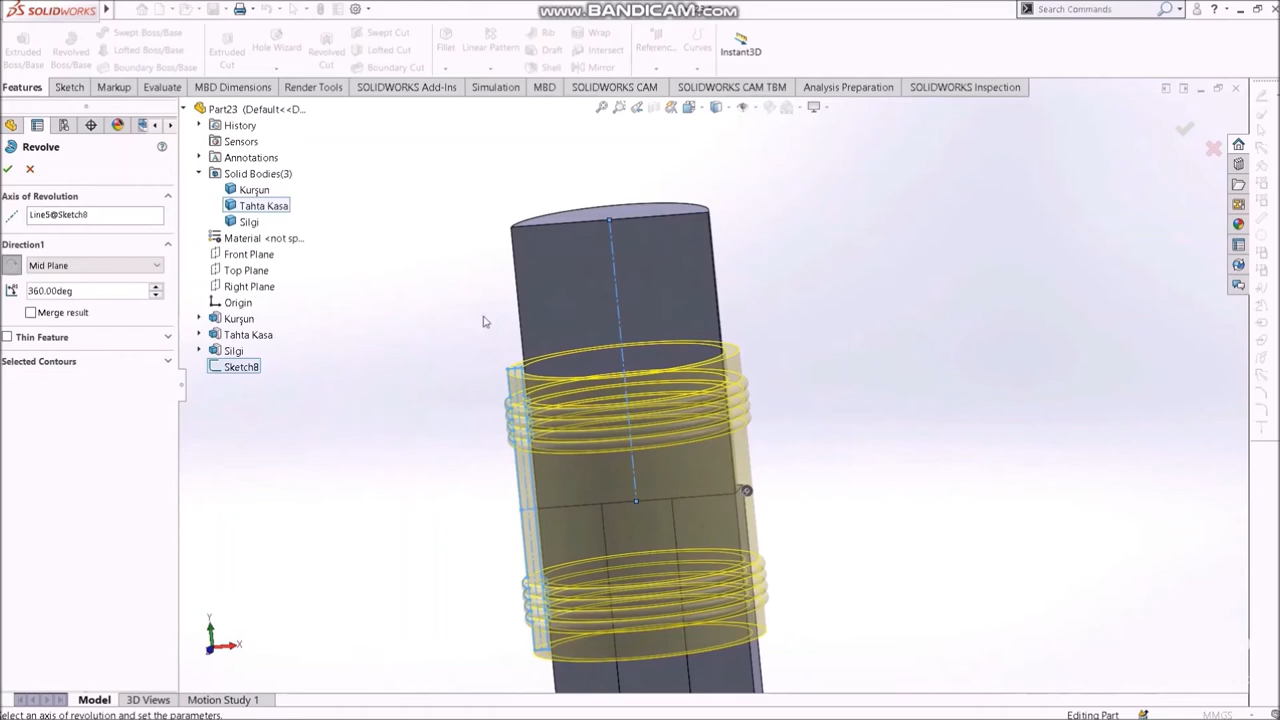 SOLIDWORKS
www.BANDICAM.com
Search Commands
Extruded Boss/Base
Revolved Boss/Base
Swept Boss/Base
Lofted Boss/Base
Boundary Boss/Base
Extruded Cut
Hole Wizard
Revolved Cut
Swept Cut
Lofted Cut
Boundary Cut
Fillet
Linear Pattern
Rib
Draft
Shell
Wrap
Intersect
Mirror
Referenc...
Curves
Instant3D
Features
Sketch
Markup
Evaluate
MBD Dimensions
Render Tools
SOLIDWORKS Add-Ins
Simulation
MBD
SOLIDWORKS CAM
SOLIDWORKS CAM TBM
Analysis Preparation
SOLIDWORKS Inspection
Revolve
Axis of Revolution
Line5@Sketch8
Direction1
Mid Plane
360.00deg
Merge result
Thin Feature
Selected Contours
Part23 (Default<<D...
History
Sensors
Annotations
Solid Bodies(3)
Kurşun
Tahta Kasa
Silgi
Material <not sp...
Front Plane
Top Plane
Right Plane
Origin
Kurşun
Tahta Kasa
Silgi
Sketch8
Y
X
Model
3D Views
Motion Study 1
Select an axis of revolution and set the parameters.
Editing Part
MMGS